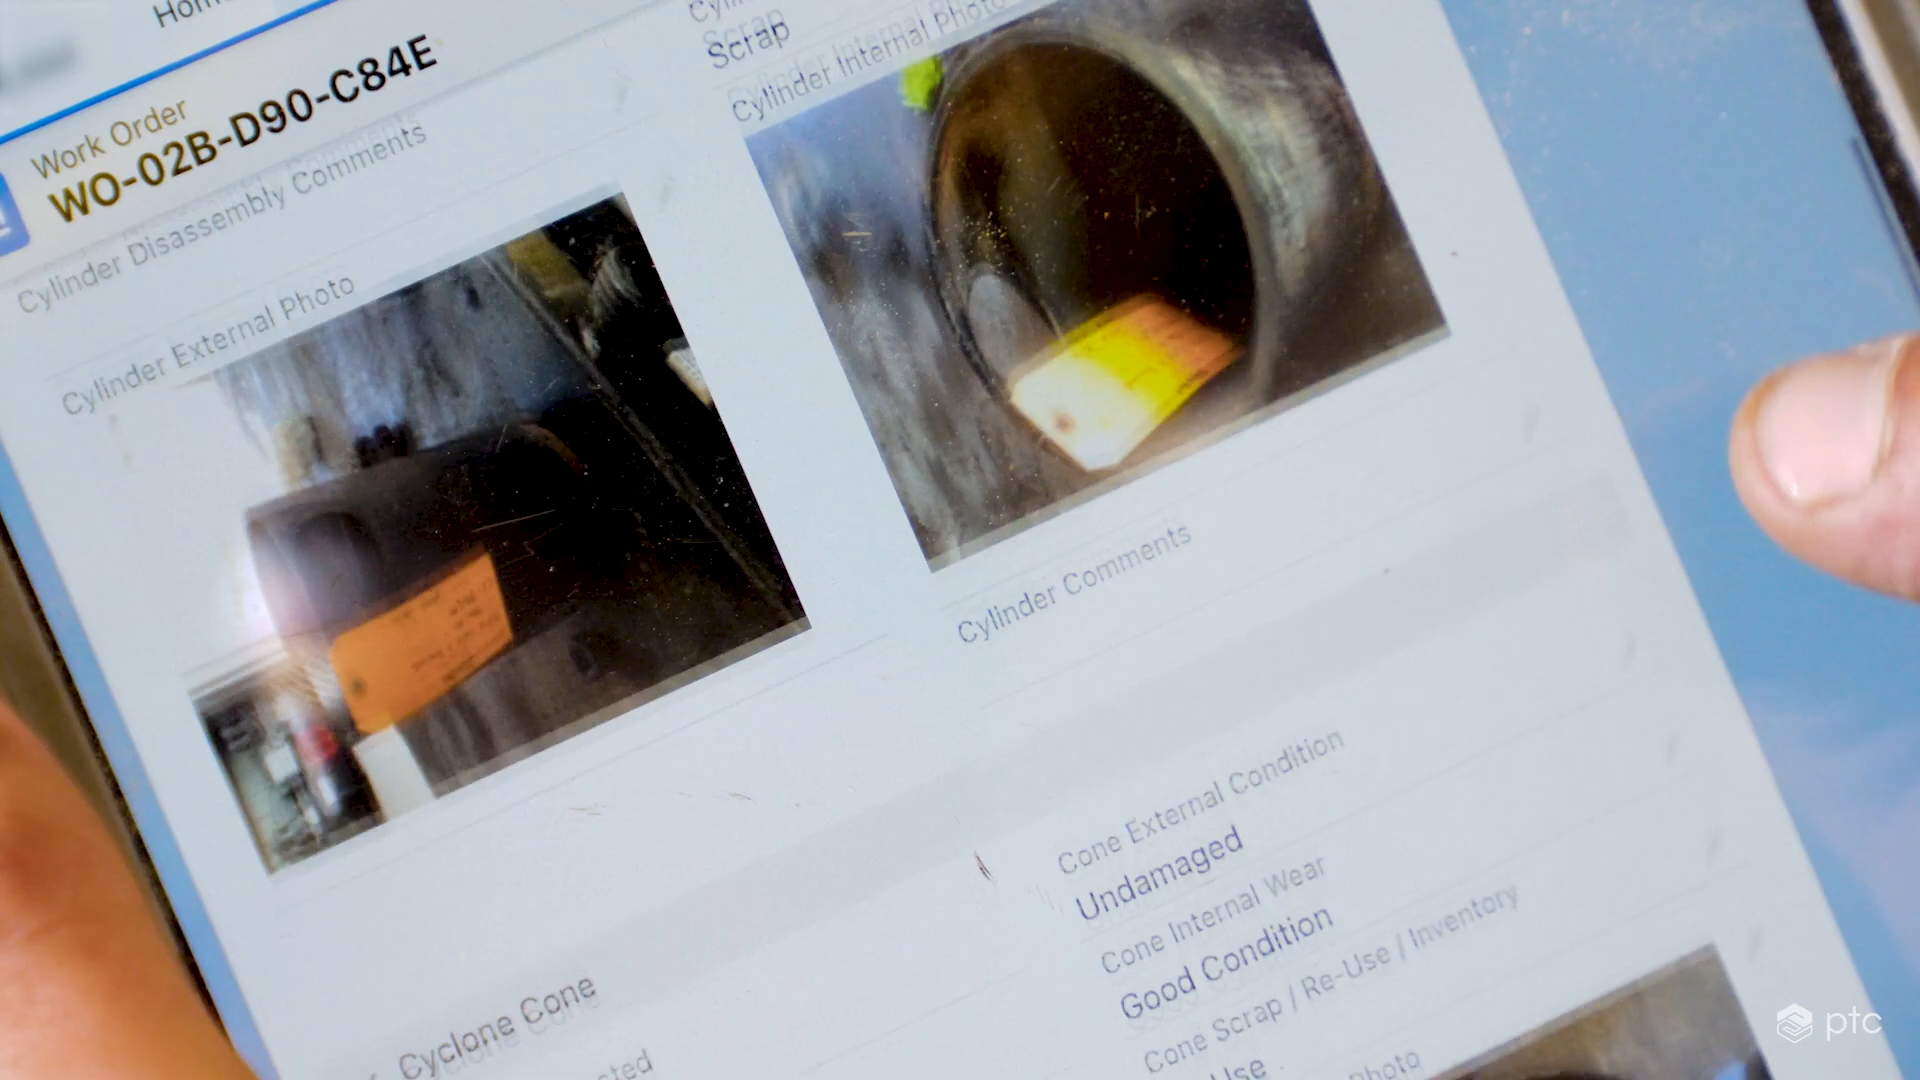 Work Order
WO-02B-D90-C84E
Cylinder Disassembly Comments
Cylinder External Photo
Scrap
Cylinder Internal Photo
Cylinder Comments
Cyclone Cone
Cone External Condition
Undamaged
Cone Internal Wear
Good Condition
Cone Scrap / Re-Use / Inventory
Photo
ptc